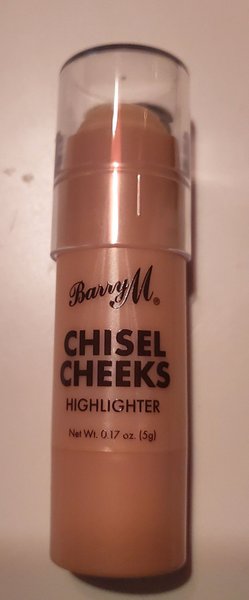 Barry M®
CHISEL
CHEEKS
HIGHLIGHTER
Net Wt. 0.17 oz. (5g)